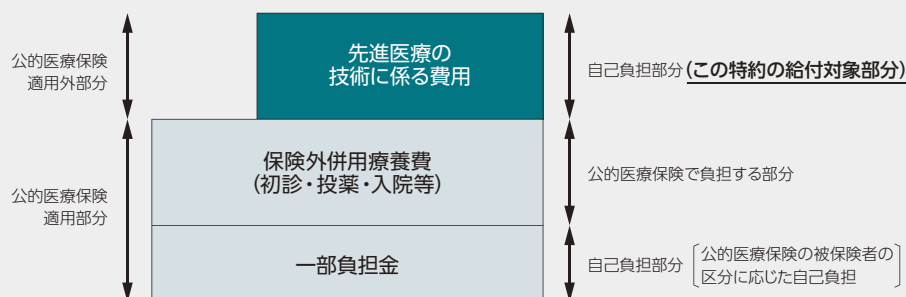 公的医療保険
適用外部分
先進医療の
技術に係る費用
自己負担部分(この特約の給付対象部分)
公的医療保険
適用部分
保険外併用療養費
(初診・投薬・入院等)
公的医療保険で負担する部分
一部負担金
自己負担部分
公的医療保険の被保険者の
区分に応じた自己負担